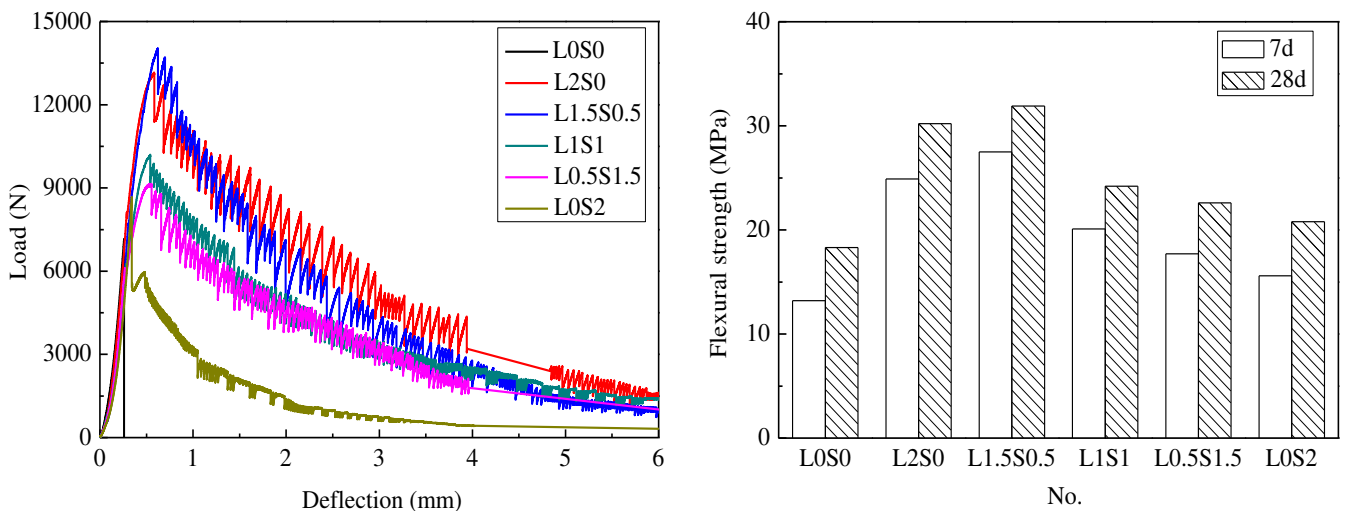 15000
12000
9000
6000
3000
0
Load (N)
0 1 2 3 4 5 6
Deflection (mm)
L0S0
L2S0
L1.5S0.5
L1S1
L0.5S1.5
L0S2
40
30
20
10
0
Flexural strength (MPa)
7d
28d
L0S0 L2S0 L1.5S0.5 L1S1 L0.5S1.5 L0S2
No.